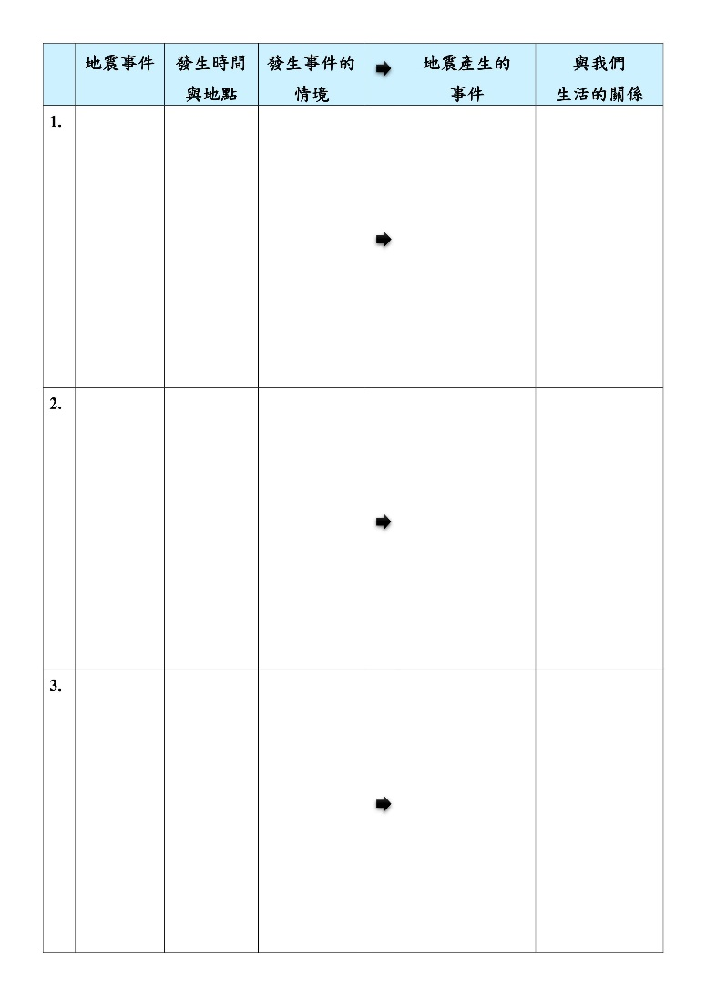 地震事件
發生時間
與地點
發生事件的
情境
地震產生的
事件
與我們
生活的關係
1.
2.
3.